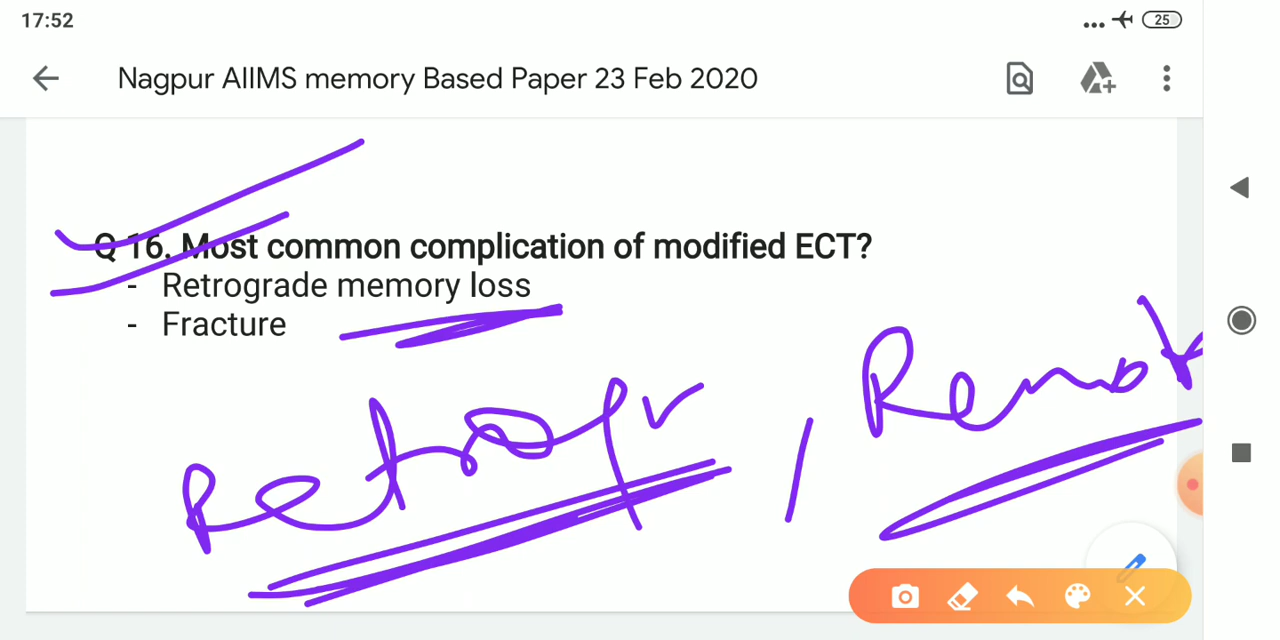 17:52
25
Nagpur AIIMS memory Based Paper 23 Feb 2020
Q 16. Most common complication of modified ECT?
- Retrograde memory loss
- Fracture